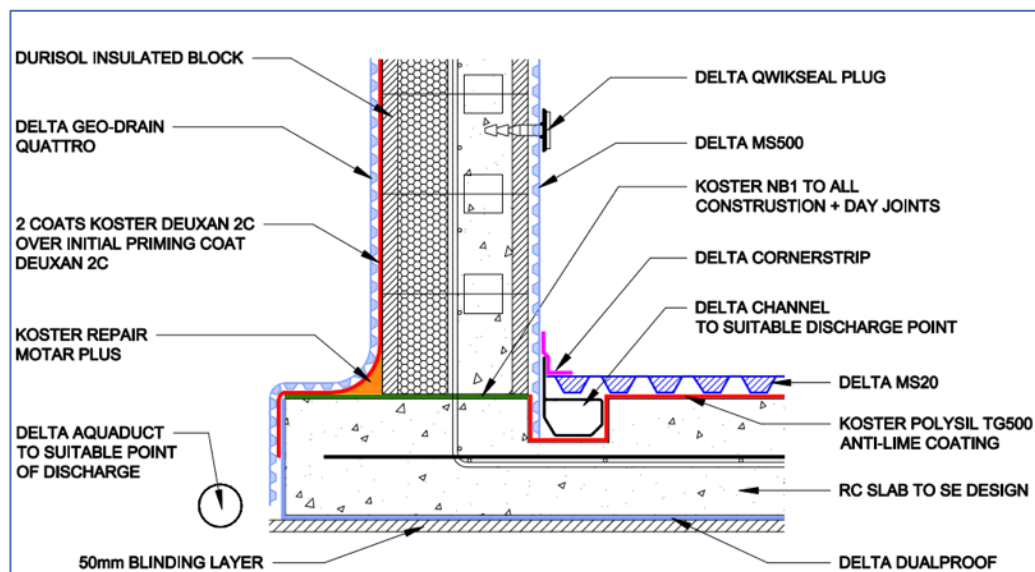 DURISOL INSULATED BLOCK
DELTA GEO-DRAIN
QUATTRO
2 COATS KOSTER DEUXAN 2C
OVER INITIAL PRIMING COAT
DEUXAN 2C
KOSTER REPAIR
MOTAR PLUS
DELTA AQUADUCT
TO SUITABLE POINT
OF DISCHARGE
50mm BLINDING LAYER
DELTA QWIKSEAL PLUG
DELTA MS500
KOSTER NB1 TO ALL
CONSTRUSTION + DAY JOINTS
DELTA CORNERSTRIP
DELTA CHANNEL
TO SUITABLE DISCHARGE POINT
DELTA MS20
KOSTER POLYSIL TG500
ANTI-LIME COATING
RC SLAB TO SE DESIGN
DELTA DUALPROOF